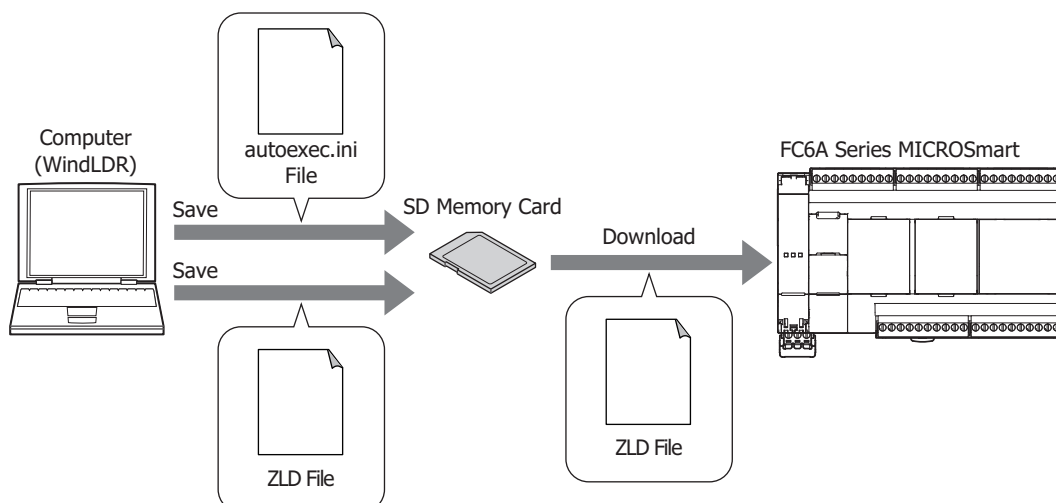 Computer
(WindLDR)
autoexec.ini
File
Save
Save
ZLD File
SD Memory Card
Download
ZLD File
FC6A Series MICROSmart